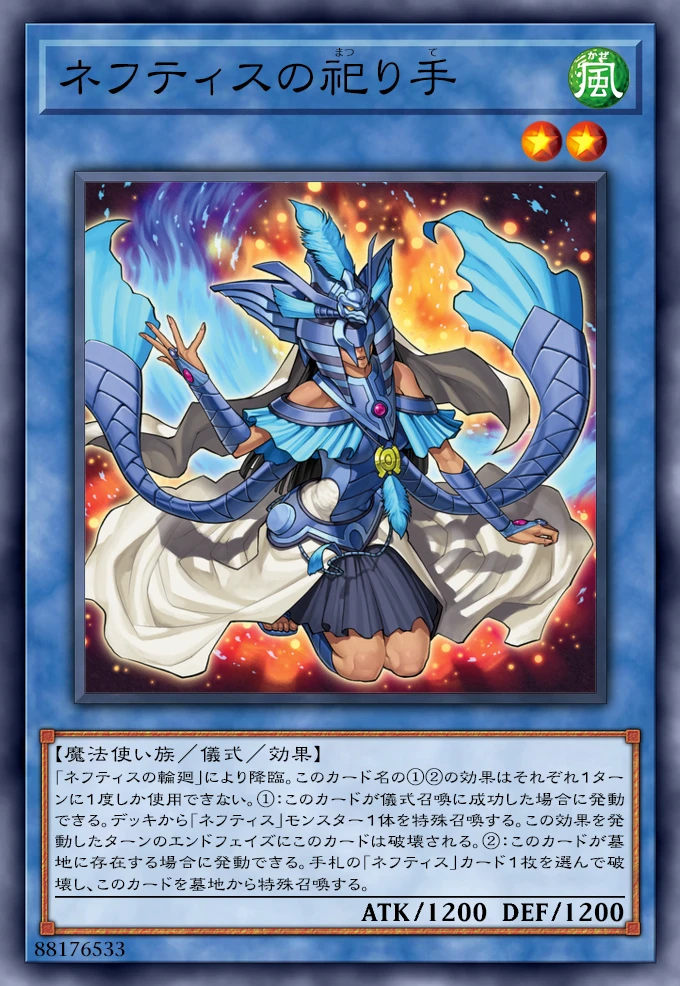 まつ て
ネフティスの祀り手
かぜ
風
【魔法使い族／儀式／効果】
「ネフティスの輪廻」により降臨。このカード名の①②の効果はそれぞれ1ター
ンに1度しか使用できない。①：このカードが儀式召喚に成功した場合に発動
できる。デッキから「ネフティス」モンスター1体を特殊召喚する。この効果を発
動したターンのエンドフェイズにこのカードは破壊される。②：このカードが墓
地に存在する場合に発動できる。手札の「ネフティス」カード1枚を選んで破
壊し、このカードを墓地から特殊召喚する。
ATK/1200 DEF/1200
88176533